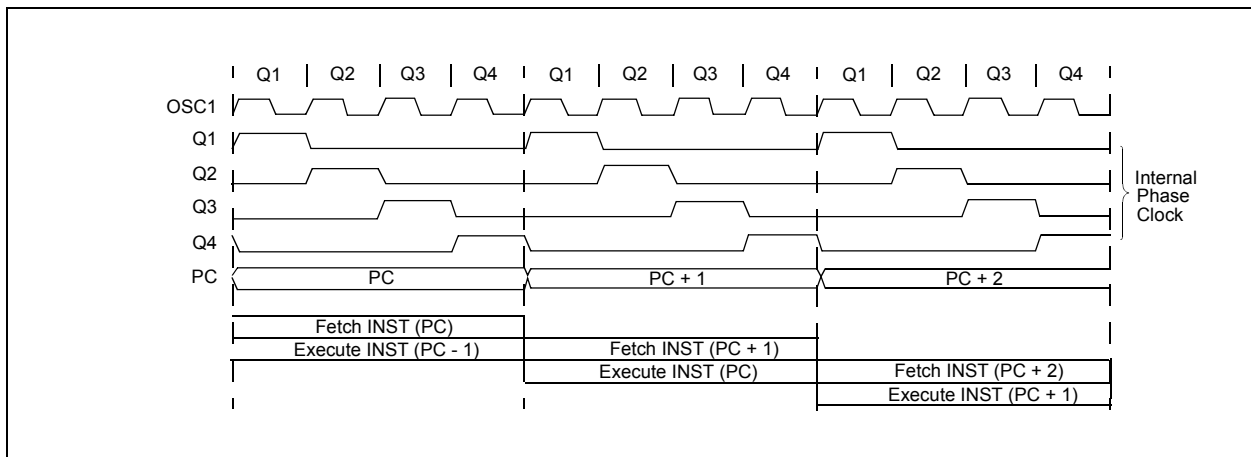 Q1 Q2 Q3 Q4 Q1 Q2 Q3 Q4 Q1 Q2 Q3 Q4
OSC1
Q1
Q2
Q3
Q4
Internal
Phase
Clock
PC PC PC + 1 PC + 2
Fetch INST (PC)
Execute INST (PC - 1) Fetch INST (PC + 1)
Execute INST (PC) Fetch INST (PC + 2)
Execute INST (PC + 1)